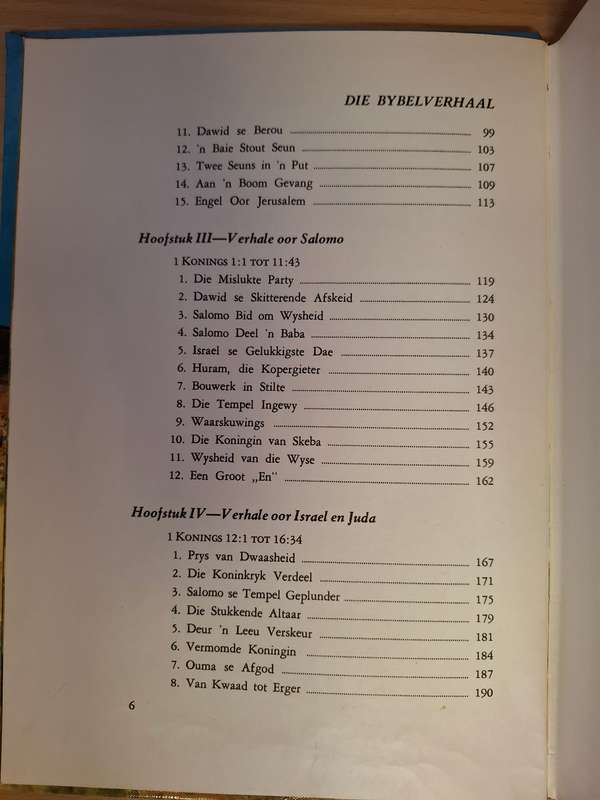 DIE BYBELVERHAAL
11. Dawid se Berou 99
12. 'n Baie Stout Seun 103
13. Twee Seuns in 'n Put 107
14. Aan 'n Boom Gevang 109
15. Engel Oor Jerusalem 113
Hoofstuk III—Verhale oor Salomo
1 KONINGS 1:1 TOT 11:43
1. Die Mislukte Party 119
2. Dawid se Skitterende Afskeid 124
3. Salomo Bid om Wysheid 130
4. Salomo Deel 'n Baba 134
5. Israel se Gelukkigste Dae 137
6. Huram, die Kopergieter 140
7. Bouwerk in Stilte 143
8. Die Tempel Ingewy 146
9. Waarskuwings 152
10. Die Koningin van Skeba 155
11. Wysheid van die Wyse 159
12. Een Groot „En" 162
Hoofstuk IV—Verhale oor Israel en Juda
1 KONINGS 12:1 TOT 16:34
1. Prys van Dwaasheid 167
2. Die Koninkryk Verdeel 171
3. Salomo se Tempel Geplunder 175
4. Die Stukkende Altaar 179
5. Deur 'n Leeu Verskeur 181
6. Vermomde Koningin 184
7. Ouma se Afgod 187
8. Van Kwaad tot Erger 190
6